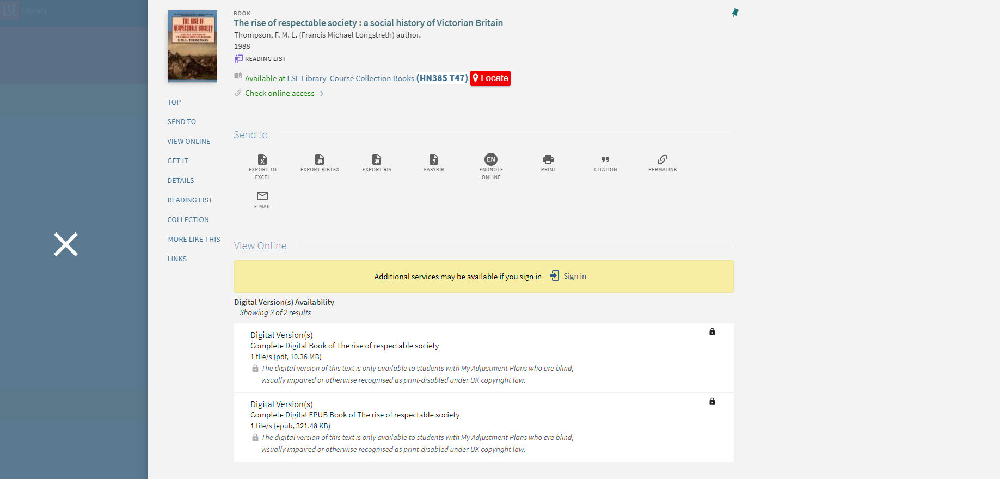 LSE Library
THE RISE OF
RESPECTABLE SOCIETY
F.M.L. THOMPSON
BOOK
The rise of respectable society : a social history of Victorian Britain
Thompson, F. M. L. (Francis Michael Longstreth) author.
1988
READING LIST
Available at LSE Library Course Collection Books (HN385 T47) Locate
Check online access
TOP
SEND TO
VIEW ONLINE
GET IT
DETAILS
READING LIST
COLLECTION
MORE LIKE THIS
LINKS
Send to
EXPORT TO
EXCEL
EXPORT BIBTEX
EXPORT RIS
EASYBIB
EN
ENDNOTE
ONLINE
PRINT
CITATION
PERMALINK
E-MAIL
View Online
Additional services may be available if you sign in Sign in
Digital Version(s) Availability
Showing 2 of 2 results
Digital Version(s)
Complete Digital Book of The rise of respectable society
1 file/s (pdf, 10.36 MB)
The digital version of this text is only available to students with My Adjustment Plans who are blind,
visually impaired or otherwise recognised as print-disabled under UK copyright law.
Digital Version(s)
Complete Digital EPUB Book of The rise of respectable society
1 file/s (epub, 321.48 KB)
The digital version of this text is only available to students with My Adjustment Plans who are blind,
visually impaired or otherwise recognised as print-disabled under UK copyright law.